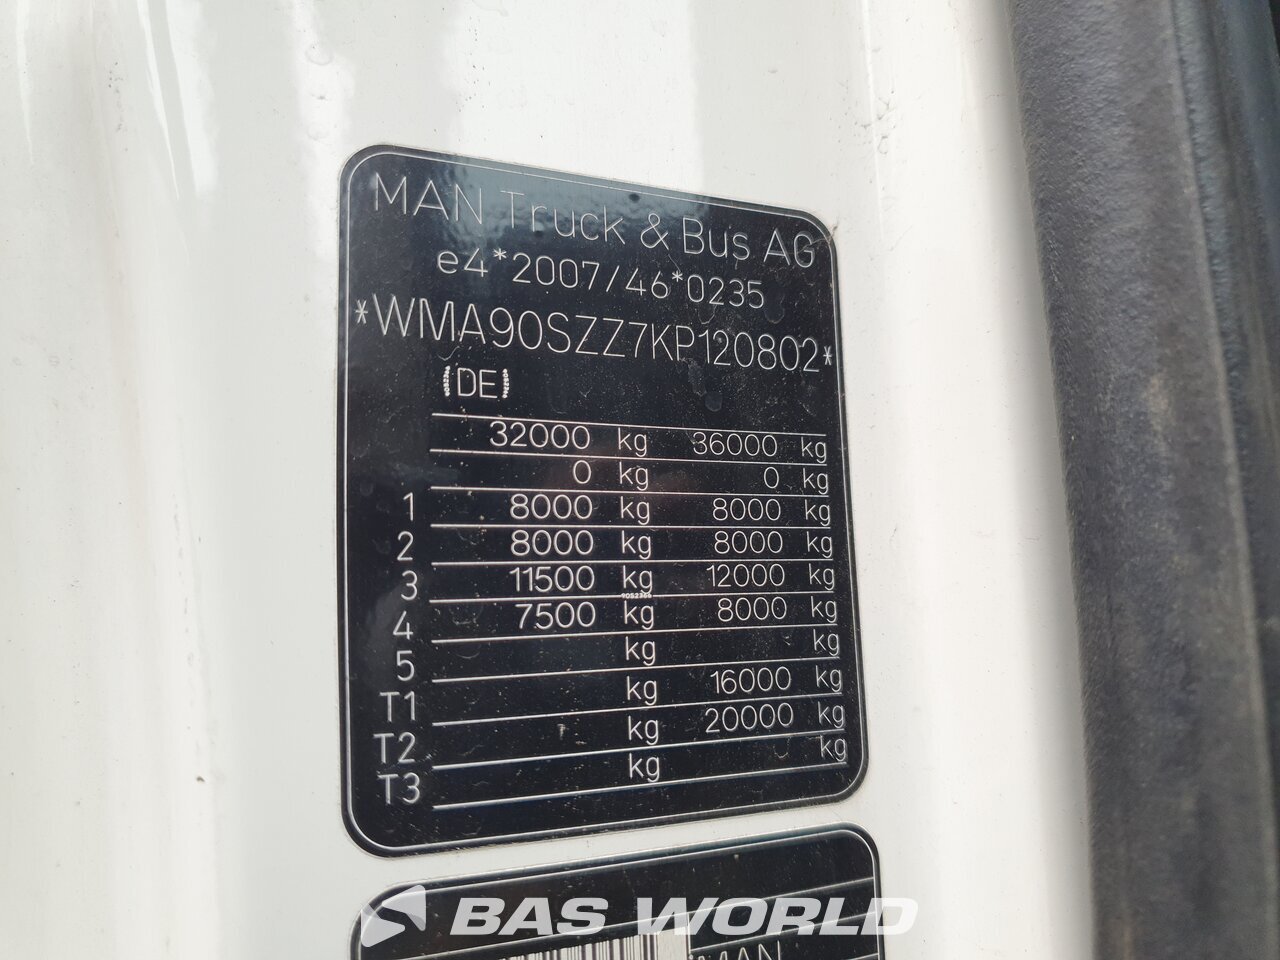 MAN Truck & Bus AG
e4*2007/46*0235
*WMA90SZZ7KP120802*
(DE)
32000 kg 36000 kg
0 kg 0 kg
1 8000 kg 8000 kg
2 8000 kg 8000 kg
3 11500 kg 12000 kg
4 7500 kg 8000 kg
5 kg kg
T1 kg 16000 kg
T2 kg 20000 kg
T3 kg kg
BAS WORLD
MAN